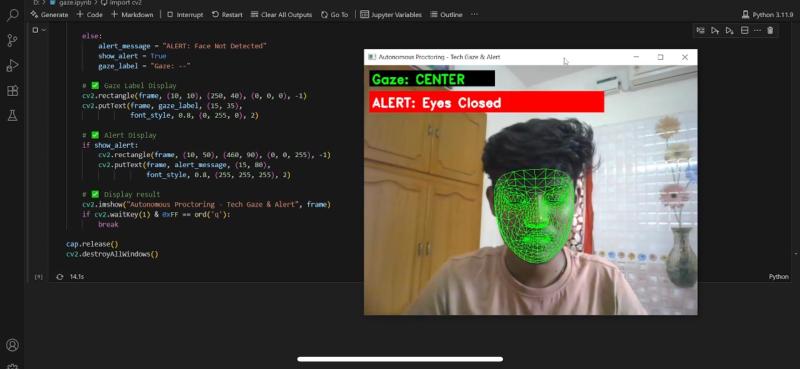 D: > gaze.ipynb > import cv2
Generate + Code + Markdown | Interrupt Restart Clear All Outputs Go To | Jupyter Variables Outline ...
Python 3.11.9
else:
alert_message = "ALERT: Face Not Detected"
show_alert = True
gaze_label = "Gaze: --"
# ✅ Gaze Label Display
cv2.rectangle(frame, (10, 10), (250, 40), (0, 0, 0), -1)
cv2.putText(frame, gaze_label, (15, 35),
font_style, 0.8, (0, 255, 0), 2)
# ✅ Alert Display
if show_alert:
cv2.rectangle(frame, (10, 50), (460, 90), (0, 0, 255), -1)
cv2.putText(frame, alert_message, (15, 80),
font_style, 0.8, (255, 255, 255), 2)
# ✅ Display result
cv2.imshow("Autonomous Proctoring - Tech Gaze & Alert", frame)
if cv2.waitKey(1) & 0xFF == ord('q'):
break
cap.release()
cv2.destroyAllWindows()
[9] 14.1s
Python
Autonomous Proctoring - Tech Gaze & Alert
Gaze: CENTER
ALERT: Eyes Closed